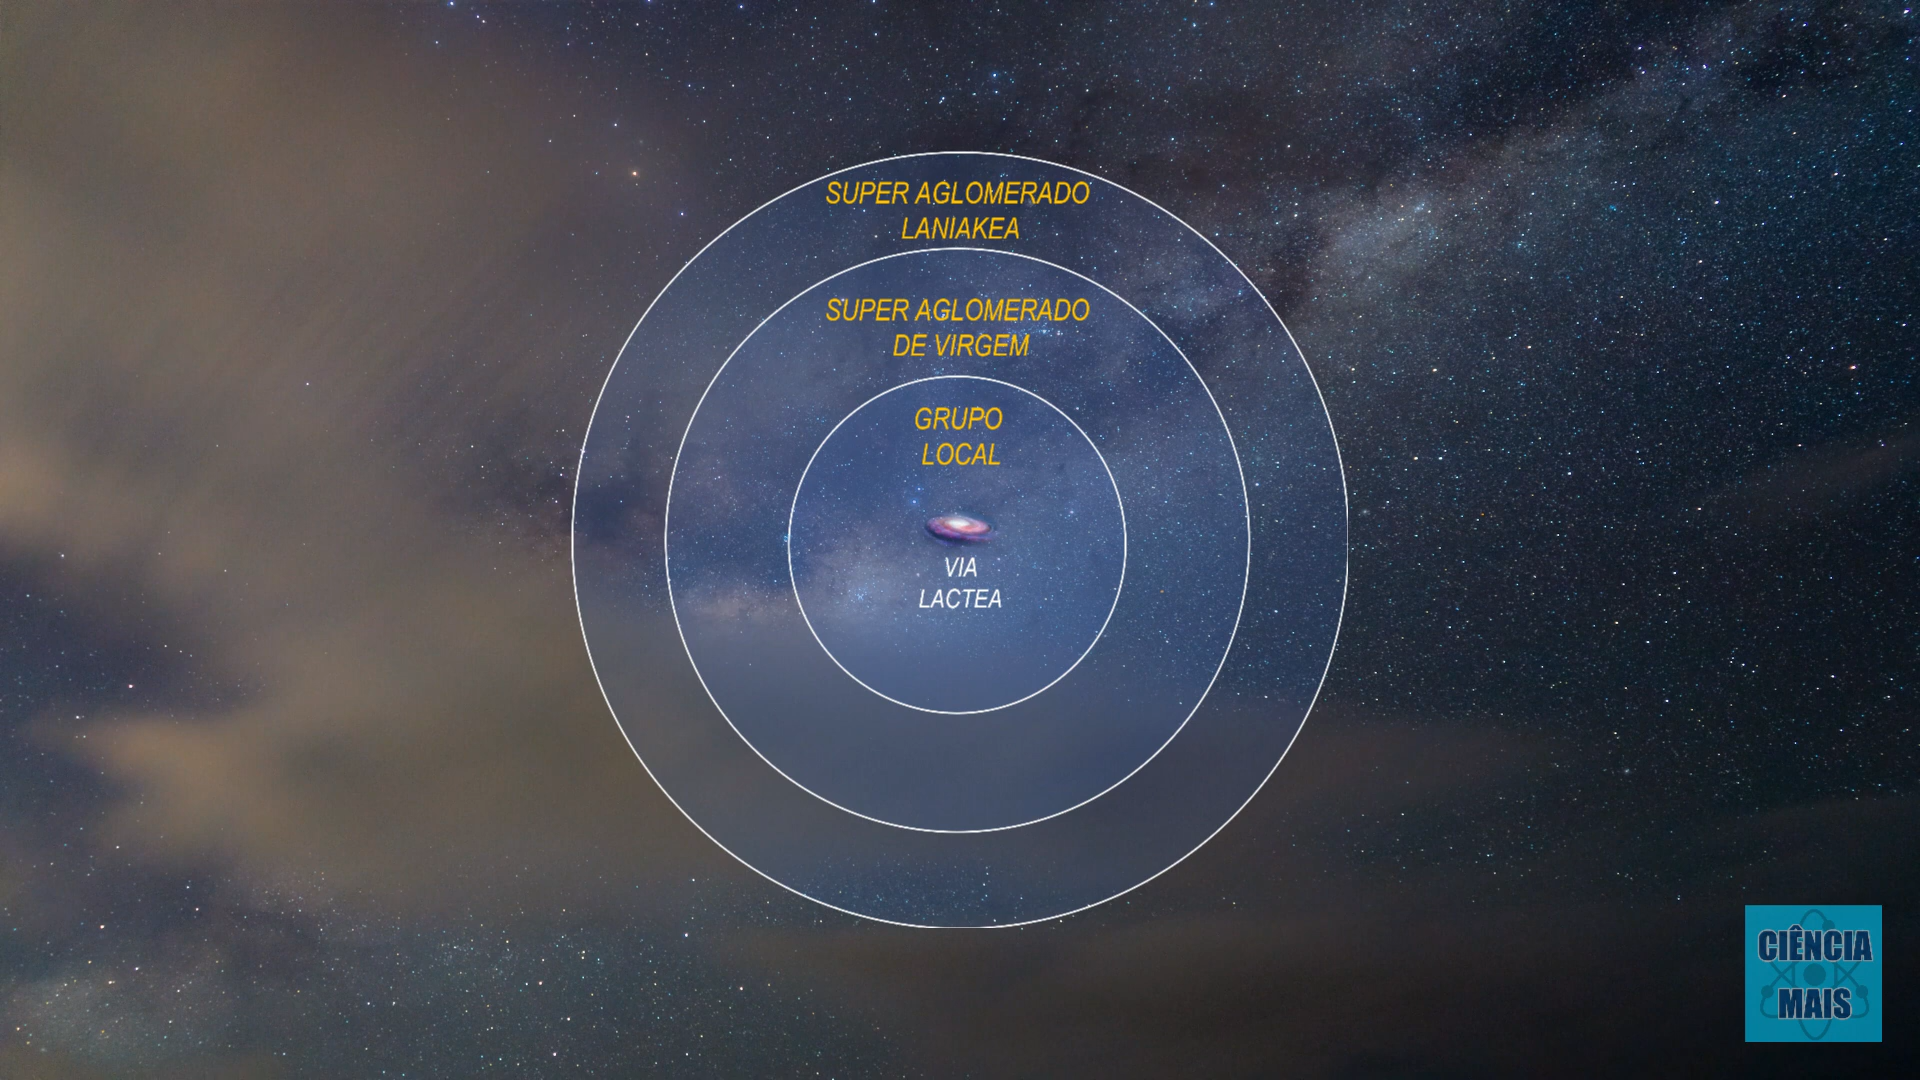 SUPER AGLOMERADO
LANIAKEA
SUPER AGLOMERADO
DE VIRGEM
GRUPO
LOCAL
VIA
LACTEA
CIÊNCIA
MAIS